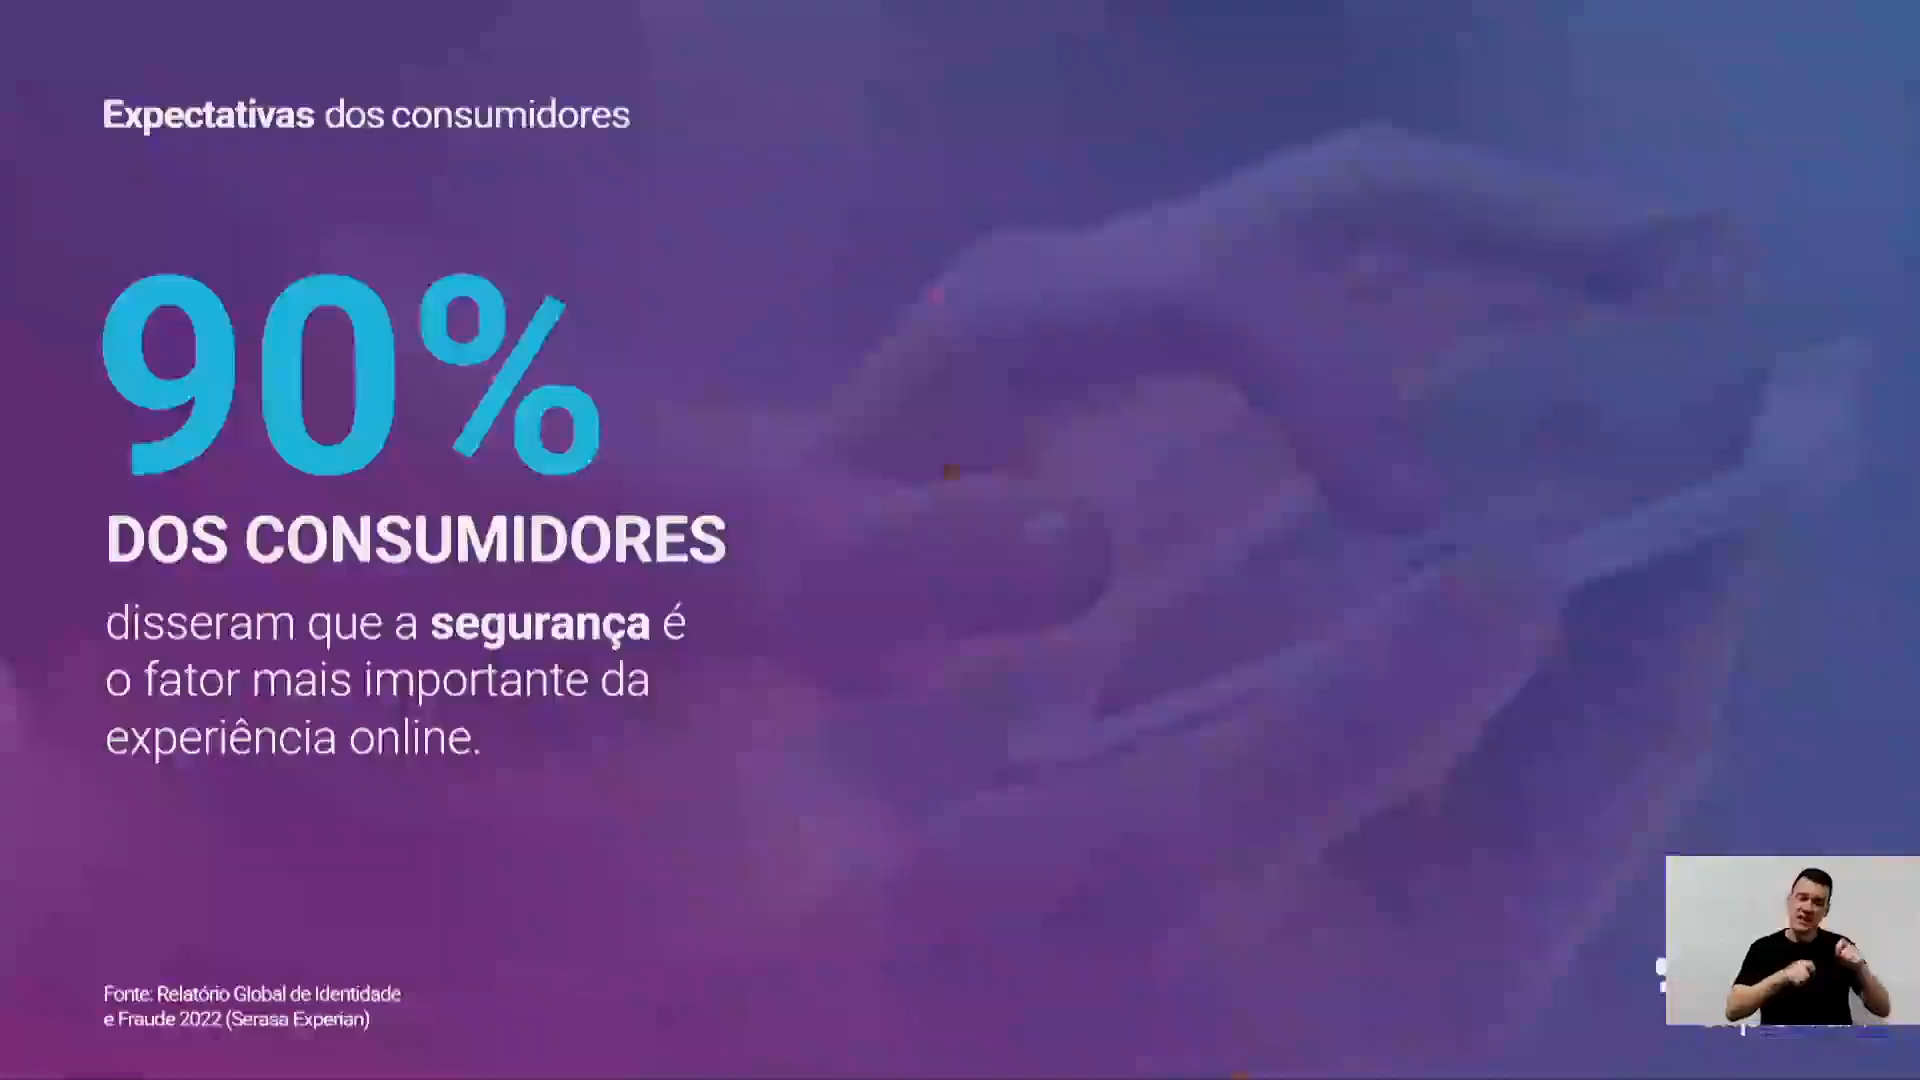 Expectativas dos consumidores
90%
DOS CONSUMIDORES
disseram que a segurança é
o fator mais importante da
experiência online.
Fonte: Relatório Global de Identidade
e Fraude 2022 (Serasa Experian)